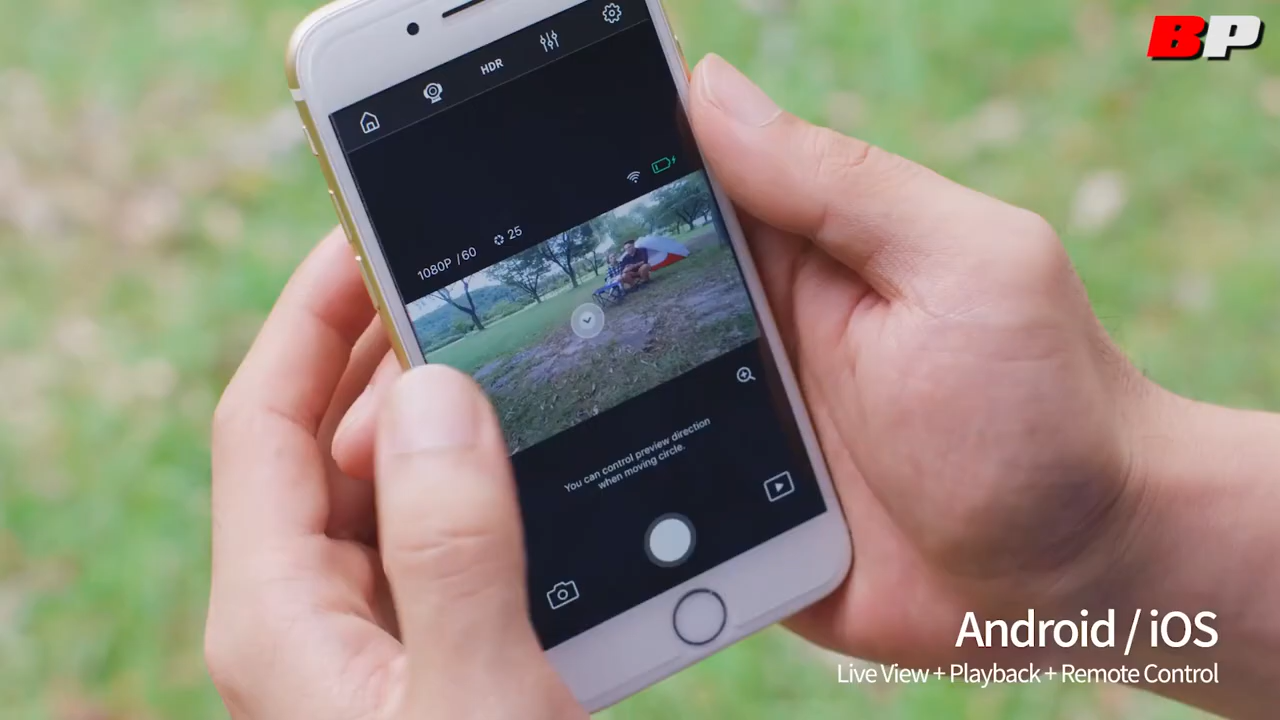 BP
HDR
1080P / 60
25
You can control preview direction
when moving circle.
Android / iOS
Live View + Playback + Remote Control